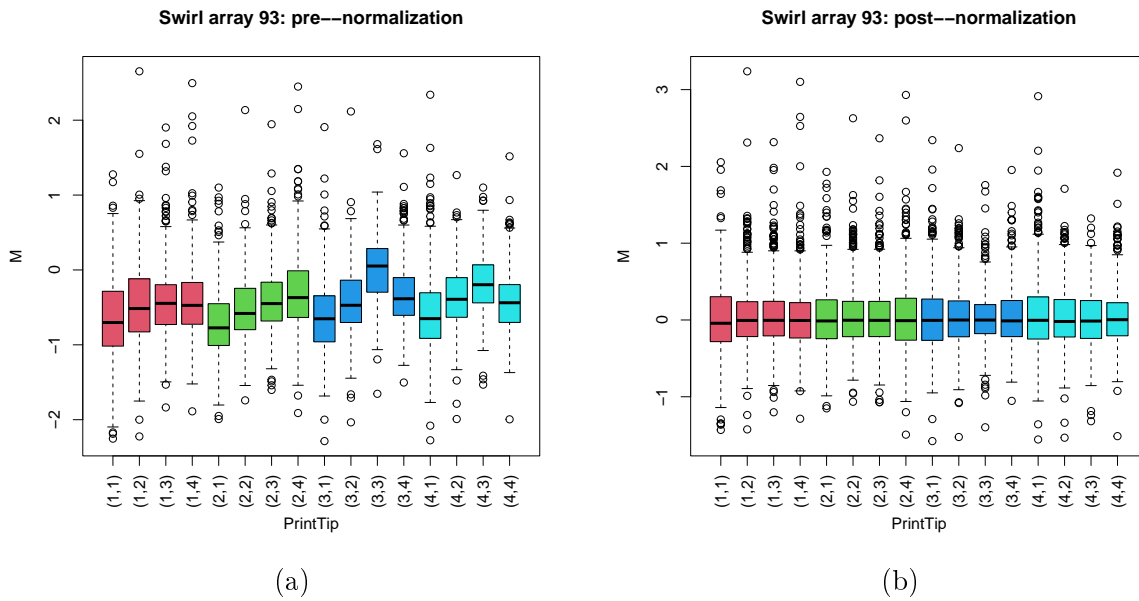 Swirl array 93: pre−−normalization
M
2
1
0
−1
−2
(1,1) (1,2) (1,3) (1,4) (2,1) (2,2) (2,3) (2,4) (3,1) (3,2) (3,3) (3,4) (4,1) (4,2) (4,3) (4,4)
PrintTip
(a)
Swirl array 93: post−−normalization
M
3
2
1
0
−1
(1,1) (1,2) (1,3) (1,4) (2,1) (2,2) (2,3) (2,4) (3,1) (3,2) (3,3) (3,4) (4,1) (4,2) (4,3) (4,4)
PrintTip
(b)